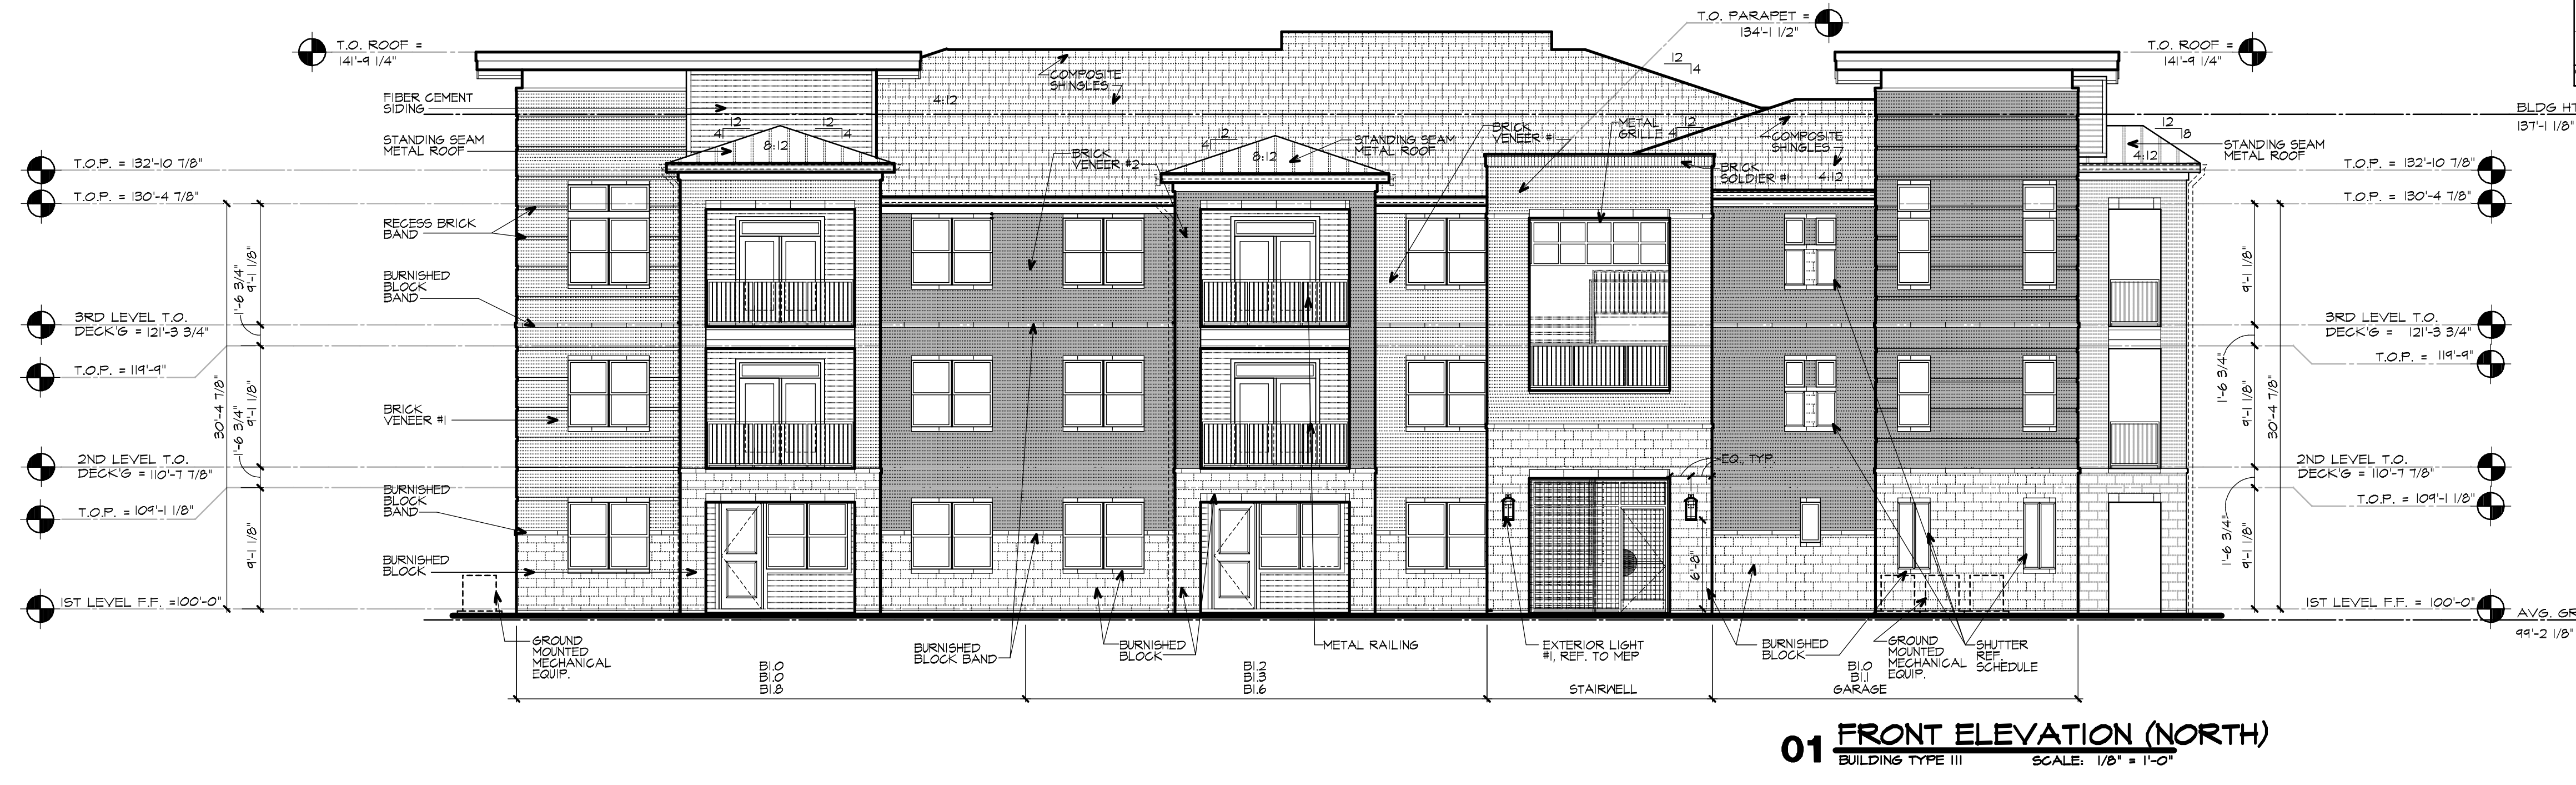 T.O. ROOF =
141'-9 1/4"
T.O. PARAPET =
134'-1 1/2"
T.O. ROOF =
141'-9 1/4"
12
4
COMPOSITE
SHINGLES
4:12
FIBER CEMENT
SIDING
BLDG HT
137'-1 1/8"
12
4
12
4
8:12
STANDING SEAM
METAL ROOF
12
4
8:12
STANDING SEAM
METAL ROOF
BRICK
VENEER #2
BRICK
VENEER #1
METAL
GRILLE
12
4
COMPOSITE
SHINGLES
4:12
BRICK
SOLDIER #1
12
8
4:12
STANDING SEAM
METAL ROOF
T.O.P. = 132'-10 7/8"
T.O.P. = 132'-10 7/8"
T.O.P. = 130'-4 7/8"
T.O.P. = 130'-4 7/8"
RECESS BRICK
BAND
BURNISHED
BLOCK
BAND
3RD LEVEL T.O.
DECK'G = 121'-3 3/4"
3RD LEVEL T.O.
DECK'G = 121'-3 3/4"
T.O.P. = 119'-9"
T.O.P. = 119'-9"
BRICK
VENEER #1
30'-4 7/8"
1'-6 3/4"
9'-1 1/8"
1'-6 3/4"
9'-1 1/8"
9'-1 1/8"
9'-1 1/8"
1'-6 3/4"
9'-1 1/8"
30'-4 7/8"
1'-6 3/4"
9'-1 1/8"
2ND LEVEL T.O.
DECK'G = 110'-7 7/8"
2ND LEVEL T.O.
DECK'G = 110'-7 7/8"
EQ., TYP.
BURNISHED
BLOCK
BAND
T.O.P. = 109'-1 1/8"
T.O.P. = 109'-1 1/8"
BURNISHED
BLOCK
6'-8"
1ST LEVEL F.F. =100'-0"
1ST LEVEL F.F. = 100'-0"
AVG. GR
99'-2 1/8"
GROUND
MOUNTED
MECHANICAL
EQUIP.
BURNISHED
BLOCK BAND
BURNISHED
BLOCK
METAL RAILING
EXTERIOR LIGHT
#1, REF. TO MEP
BURNISHED
BLOCK
GROUND
MOUNTED
MECHANICAL
EQUIP.
SHUTTER
REF.
SCHEDULE
B1.0
B1.0
B1.8
B1.2
B1.3
B1.6
STAIRWELL
B1.0
B1.1
GARAGE
01 FRONT ELEVATION (NORTH)
BUILDING TYPE III SCALE: 1/8" = 1'-0"